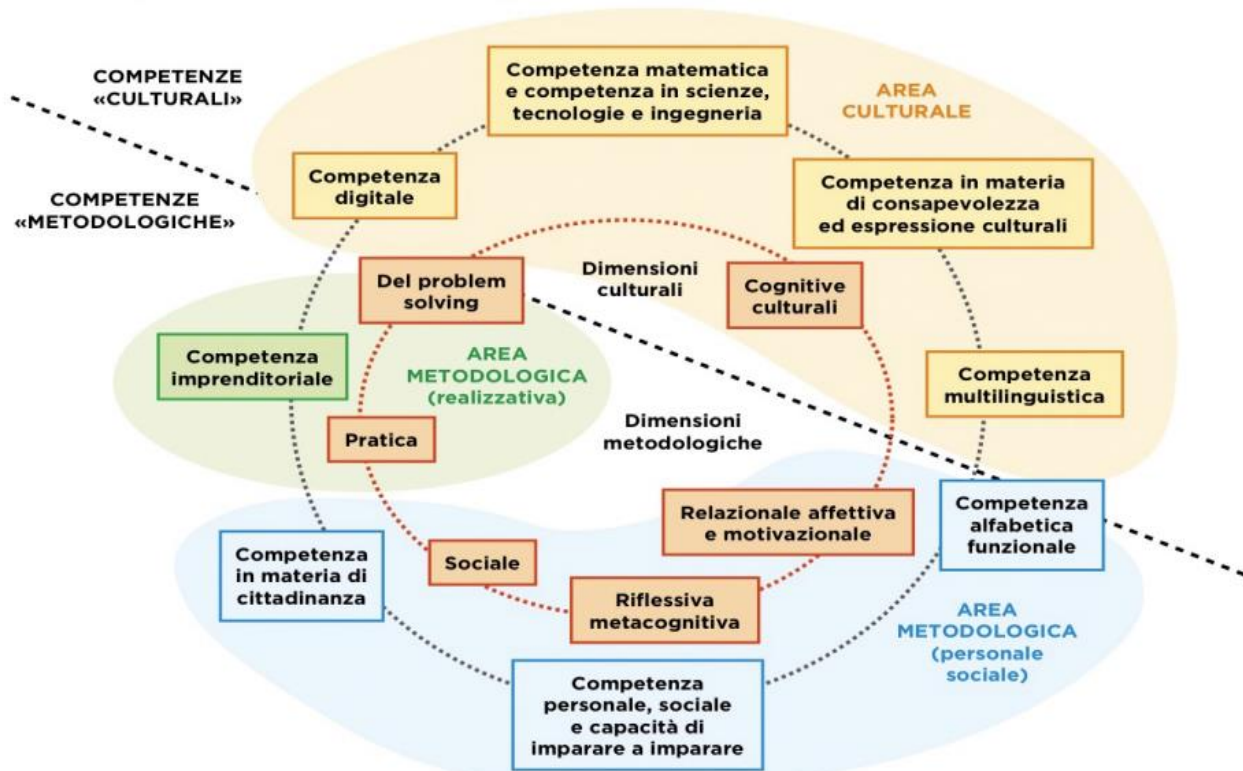 COMPETENZE
«CULTURALI»
Competenza matematica
e competenza in scienze,
tecnologie e ingegneria
AREA
CULTURALE
COMPETENZE
«METODOLOGICHE»
Competenza
digitale
Competenza in materia
di consapevolezza
ed espressione culturali
Del problem
solving
Dimensioni
culturali
Cognitive
culturali
Competenza
imprenditoriale
AREA
METODOLOGICA
(realizzativa)
Competenza
multilinguistica
Pratica
Dimensioni
metodologiche
Relazionale affettiva
e motivazionale
Competenza
alfabetica
funzionale
Competenza
in materia di
cittadinanza
Sociale
Riflessiva
metacognitiva
AREA
METODOLOGICA
(personale
sociale)
Competenza
personale, sociale
e capacità di
imparare a imparare